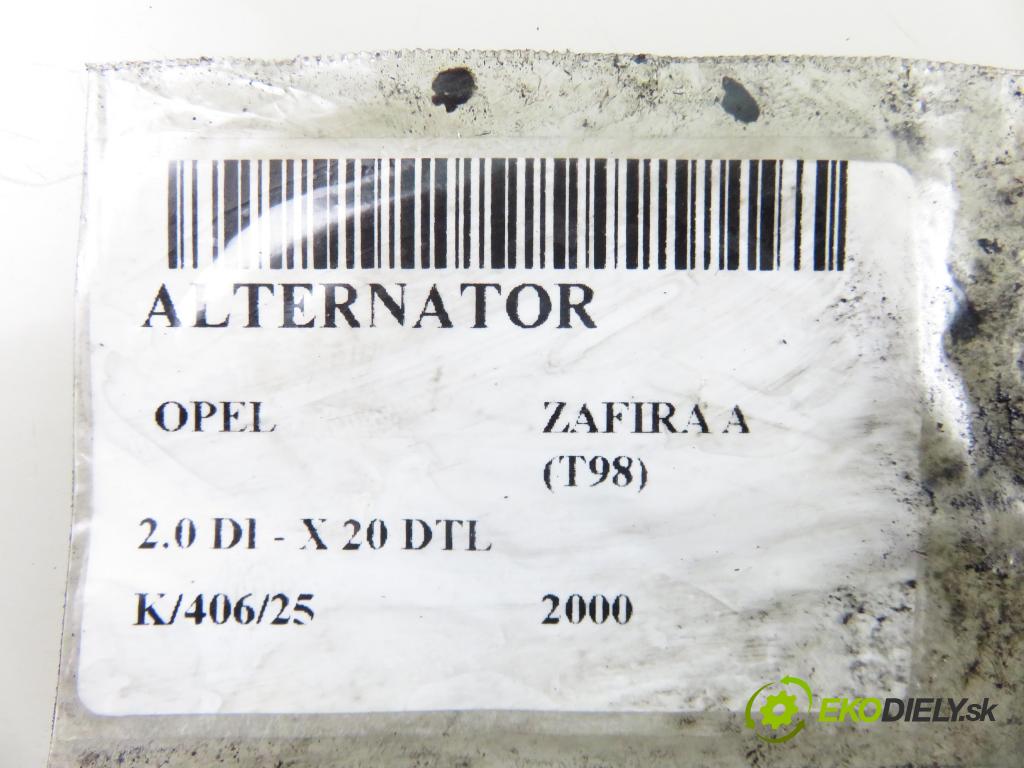 ALTERNATOR
OPEL ZAFIRA A
(T98)
2.0 DI - X 20 DTL
K/406/25 2000
EKODIELY.sk